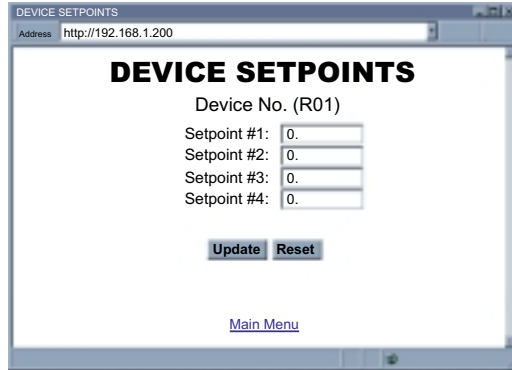 DEVICE SETPOINTS
Address http://192.168.1.200
DEVICE SETPOINTS
Device No. (R01)
Setpoint #1: 0.
Setpoint #2: 0.
Setpoint #3: 0.
Setpoint #4: 0.
Update Reset
Main Menu